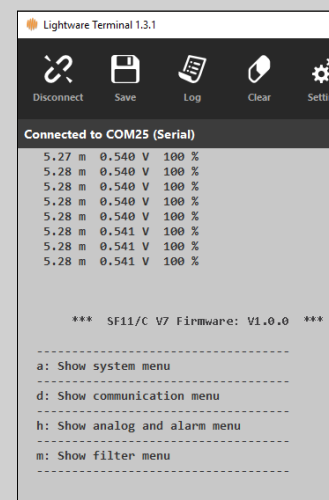 Lightware Terminal 1.3.1
Disconnect Save Log Clear
Connected to COM25 (Serial)
5.27 m 0.540 V 100 %
5.28 m 0.540 V 100 %
5.28 m 0.540 V 100 %
5.28 m 0.540 V 100 %
5.28 m 0.540 V 100 %
5.28 m 0.541 V 100 %
5.28 m 0.541 V 100 %
5.28 m 0.541 V 100 %
*** SF11/C V7 Firmware: V1.0.0 ***
-----------------------------
a: Show system menu
-----------------------------
d: Show communication menu
-----------------------------
h: Show analog and alarm menu
-----------------------------
m: Show filter menu
-----------------------------